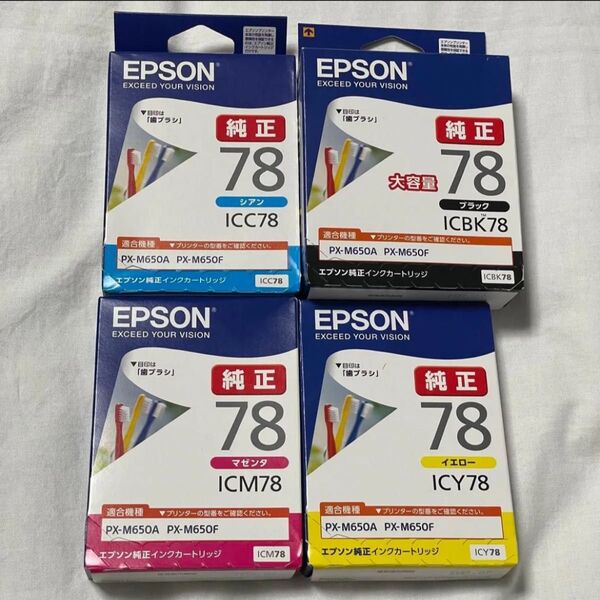 EPSON
EXCEED YOUR VISION
▼目印は
「歯ブラシ」
純正
78
シアン
ICC78
適合機種 ▼プリンターの型番をご確認ください。
PX-M650A PX-M650F
エプソン純正インクカートリッジ ICC78
EPSON
EXCEED YOUR VISION
▼目印は
「歯ブラシ」
純正
大容量 78
ブラック
ICBK78
適合機種 ▼プリンターの型番をご確認ください。
PX-M650A PX-M650F
エプソン純正インクカートリッジ ICBK78
EPSON
EXCEED YOUR VISION
▼目印は
「歯ブラシ」
純正
78
マゼンタ
ICM78
適合機種 ▼プリンターの型番をご確認ください。
PX-M650A PX-M650F
エプソン純正インクカートリッジ ICM78
EPSON
EXCEED YOUR VISION
▼目印は
「歯ブラシ」
純正
78
イエロー
ICY78
適合機種 ▼プリンターの型番をご確認ください。
PX-M650A PX-M650F
エプソン純正インクカートリッジ ICY78